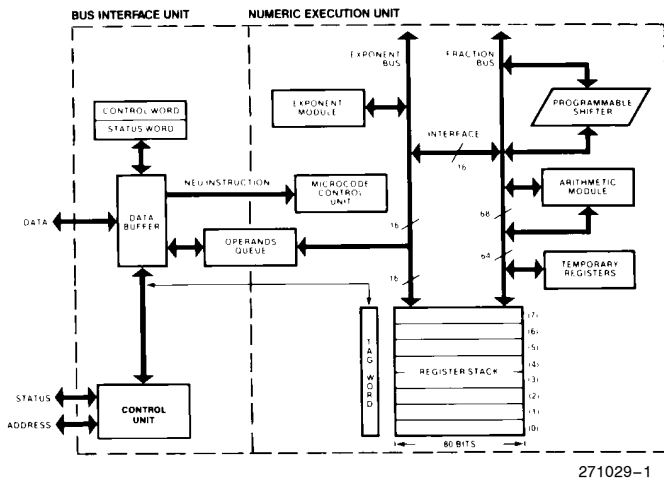 BUS INTERFACE UNIT
NUMERIC EXECUTION UNIT
EXPONENT
BUS
FRACTION
BUS
CONTROL WORD
STATUS WORD
EXPONENT
MODULE
PROGRAMMABLE
SHIFTER
INTERFACE
16
NEU INSTRUCTION
MICROCODE
CONTROL
UNIT
ARITHMETIC
MODULE
DATA
DATA
BUFFER
OPERANDS
QUEUE
16
68
64
16
TEMPORARY
REGISTERS
TAG WORD
REGISTER STACK
(7)
(6)
(5)
(4)
(3)
(2)
(1)
(0)
STATUS
ADDRESS
CONTROL
UNIT
80 BITS
271029-1